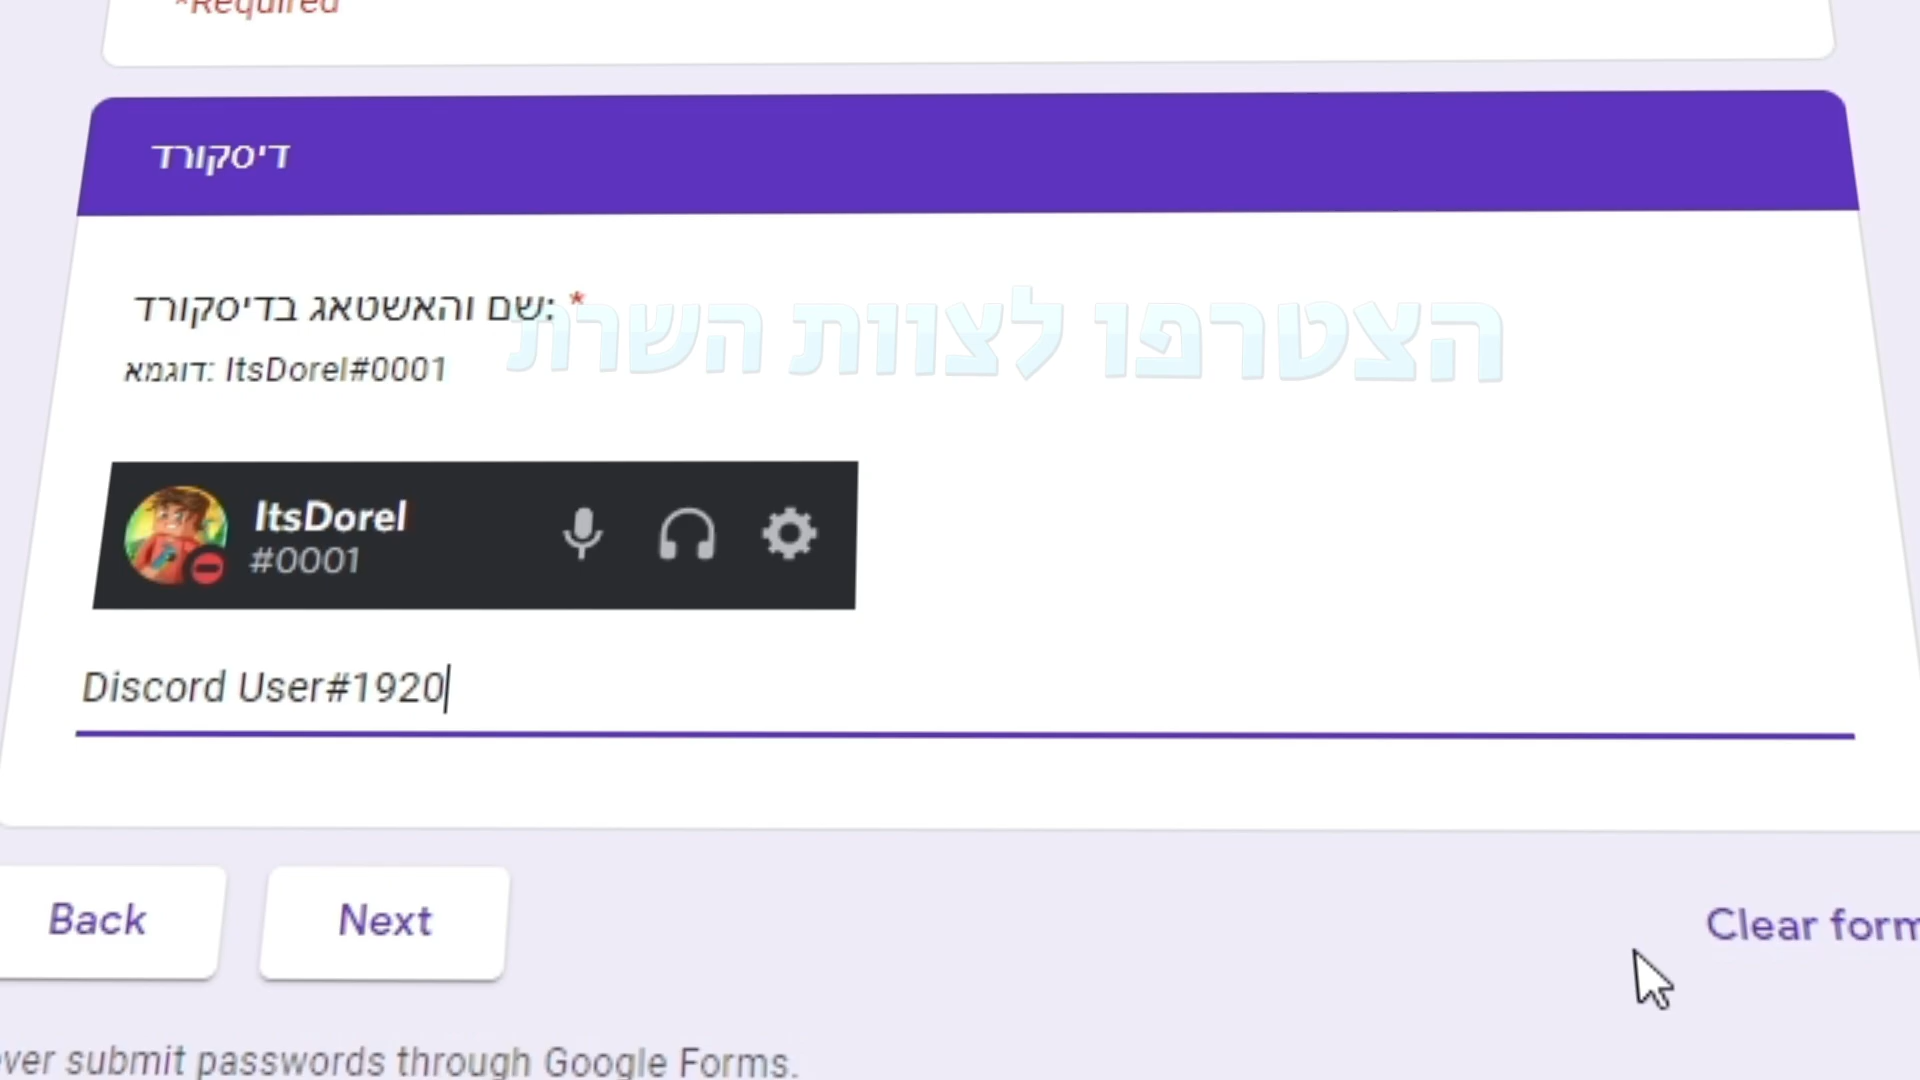 *Required
דיסקורד
שם והאשטאג בדיסקורד: *
הצטרפו לצוות השרת
דוגמא: ItsDorel#0001
ItsDorel
#0001
Discord User#1920
Back
Next
Clear form
ver submit passwords through Google Forms.